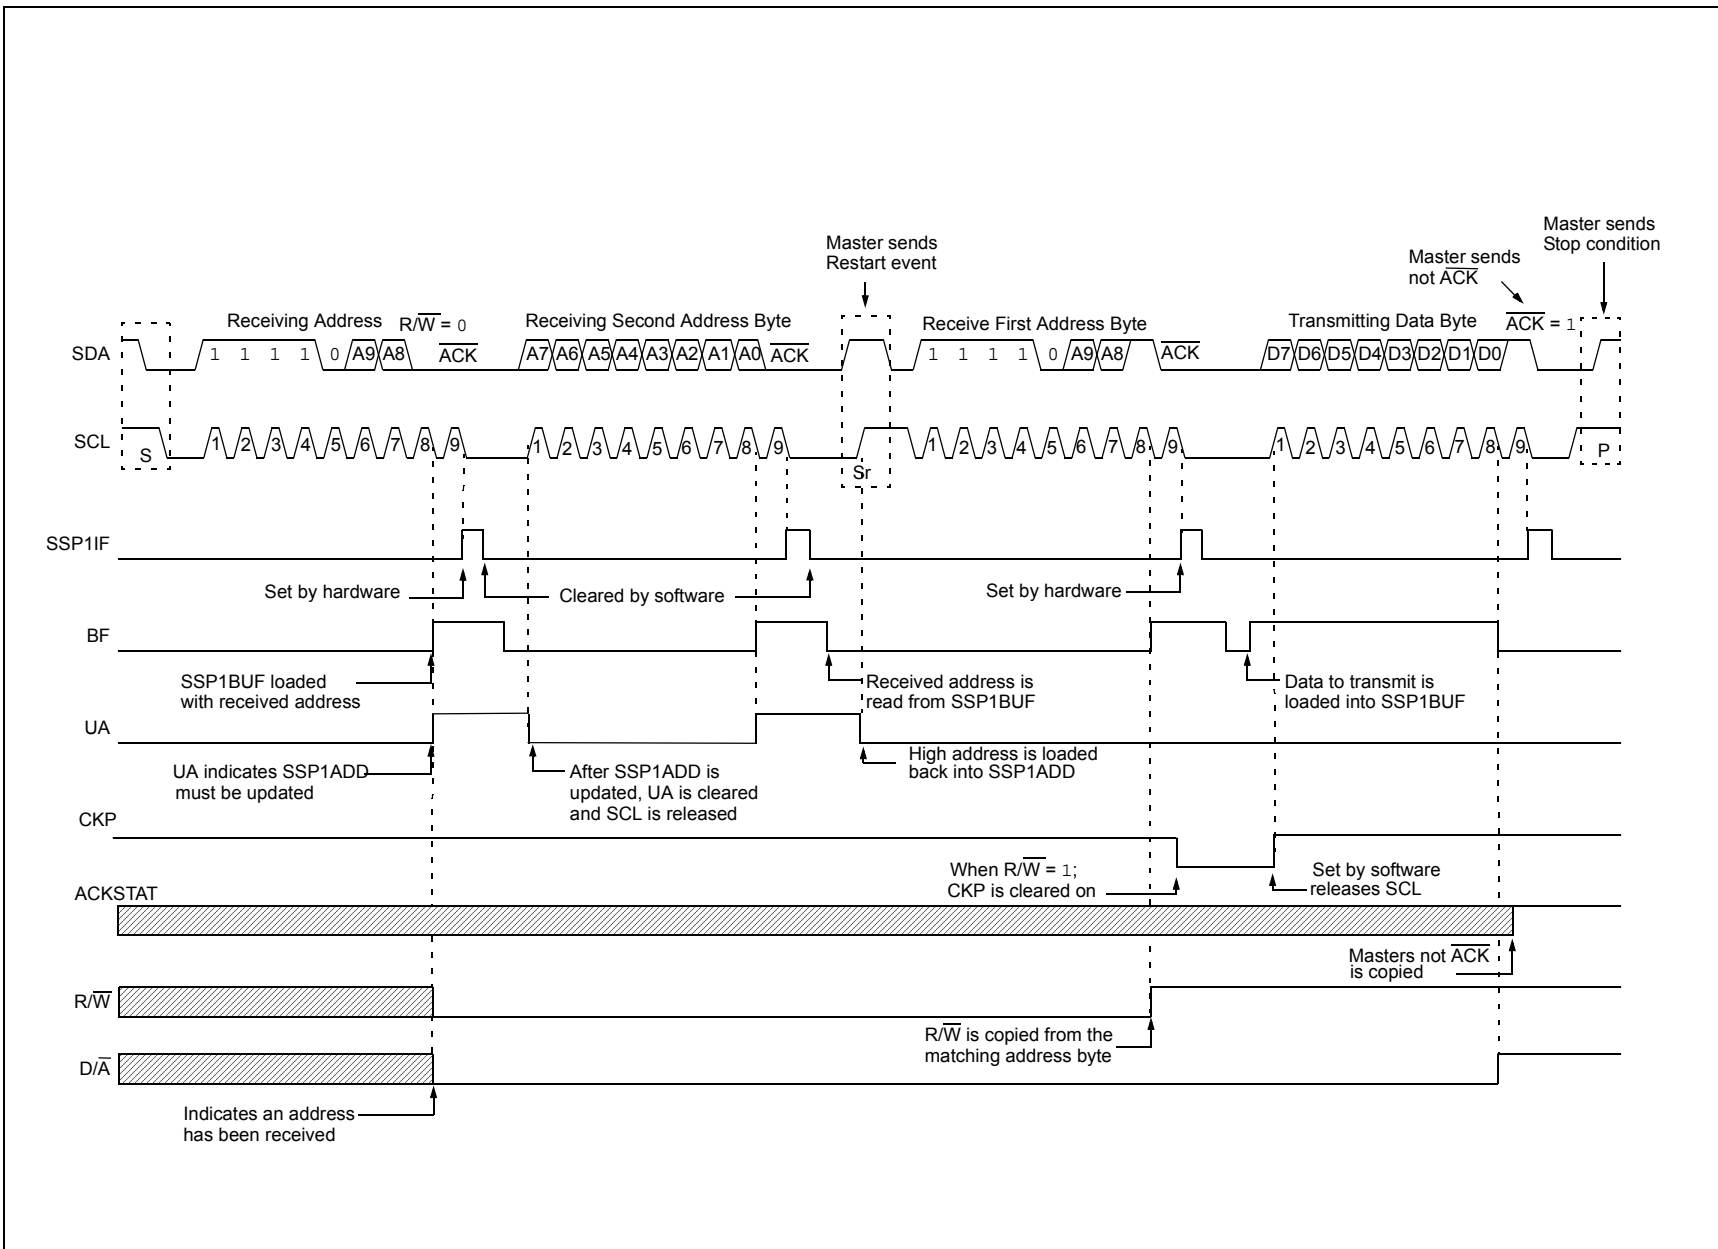 Master sends
Stop condition
Master sends
Restart event
Master sends
not A̅C̅K̅
Receiving Address R/W̅ = 0
Receiving Second Address Byte
Receive First Address Byte
Transmitting Data Byte
A̅C̅K̅ = 1
SDA
1 1 1 1 0 A9 A8 A̅C̅K̅
A7 A6 A5 A4 A3 A2 A1 A0 A̅C̅K̅
1 1 1 1 0 A9 A8 A̅C̅K̅
D7 D6 D5 D4 D3 D2 D1 D0
SCL
S
1 2 3 4 5 6 7 8 9
1 2 3 4 5 6 7 8 9
Sr
1 2 3 4 5 6 7 8 9
1 2 3 4 5 6 7 8 9
P
SSP1IF
Set by hardware
Cleared by software
Set by hardware
BF
SSP1BUF loaded
with received address
Received address is
read from SSP1BUF
Data to transmit is
loaded into SSP1BUF
UA
UA indicates SSP1ADD
must be updated
After SSP1ADD is
updated, UA is cleared
and SCL is released
High address is loaded
back into SSP1ADD
CKP
When R/W̅ = 1;
CKP is cleared on
Set by software
releases SCL
ACKSTAT
Masters not A̅C̅K̅
is copied
R/W̅
R/W̅ is copied from the
matching address byte
D/A̅
Indicates an address
has been received